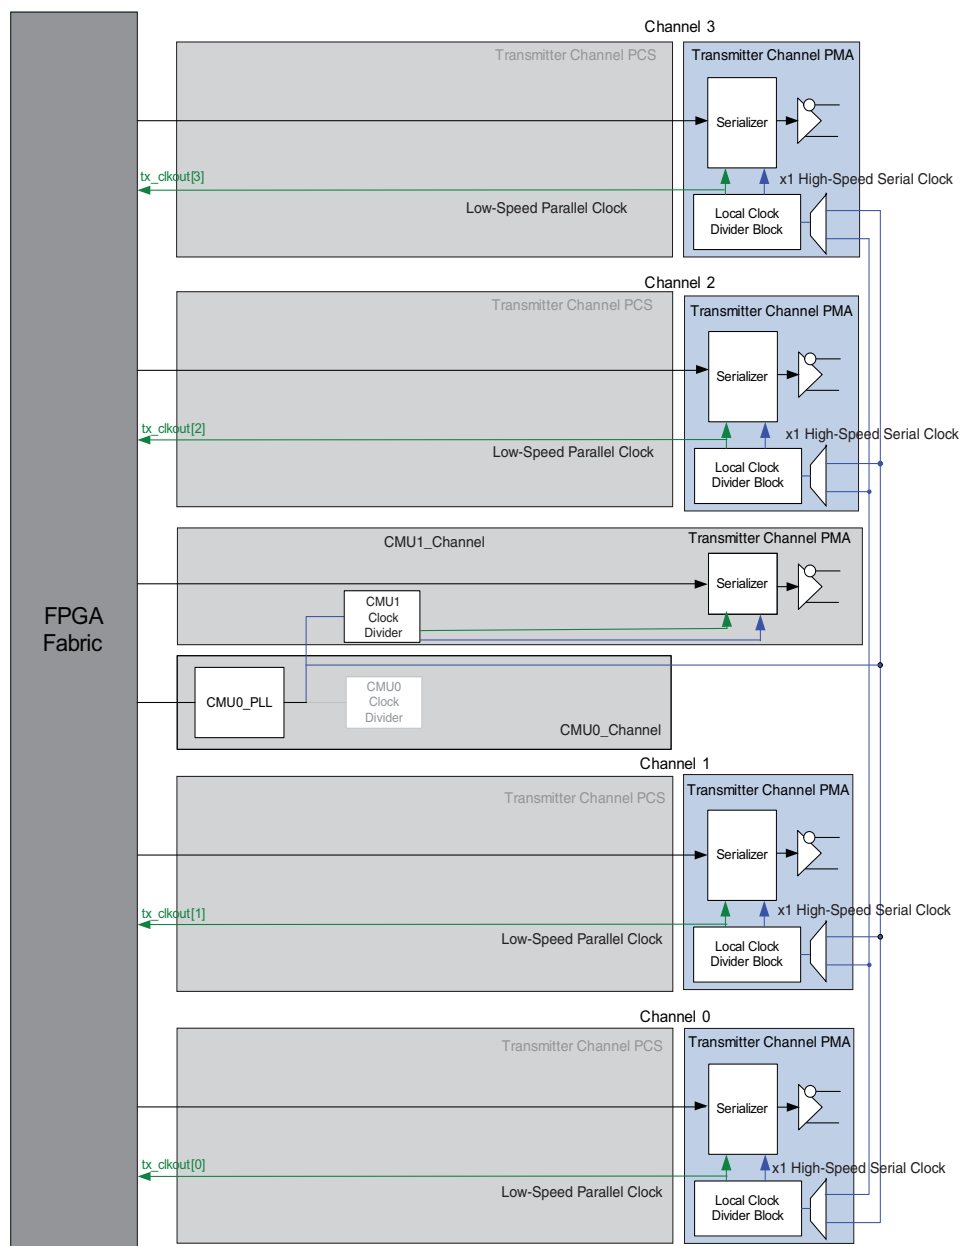 FPGA
Fabric
Channel 3
Transmitter Channel PCS
Transmitter Channel PMA
Serializer
tx_clkout[3]
x1 High-Speed Serial Clock
Low-Speed Parallel Clock
Local Clock
Divider Block
Channel 2
Transmitter Channel PCS
Transmitter Channel PMA
Serializer
tx_clkout[2]
x1 High-Speed Serial Clock
Low-Speed Parallel Clock
Local Clock
Divider Block
CMU1_Channel
Transmitter Channel PMA
Serializer
CMU1
Clock
Divider
CMU0_PLL
CMU0
Clock
Divider
CMU0_Channel
Channel 1
Transmitter Channel PCS
Transmitter Channel PMA
Serializer
tx_clkout[1]
x1 High-Speed Serial Clock
Low-Speed Parallel Clock
Local Clock
Divider Block
Channel 0
Transmitter Channel PCS
Transmitter Channel PMA
Serializer
tx_clkout[0]
x1 High-Speed Serial Clock
Low-Speed Parallel Clock
Local Clock
Divider Block